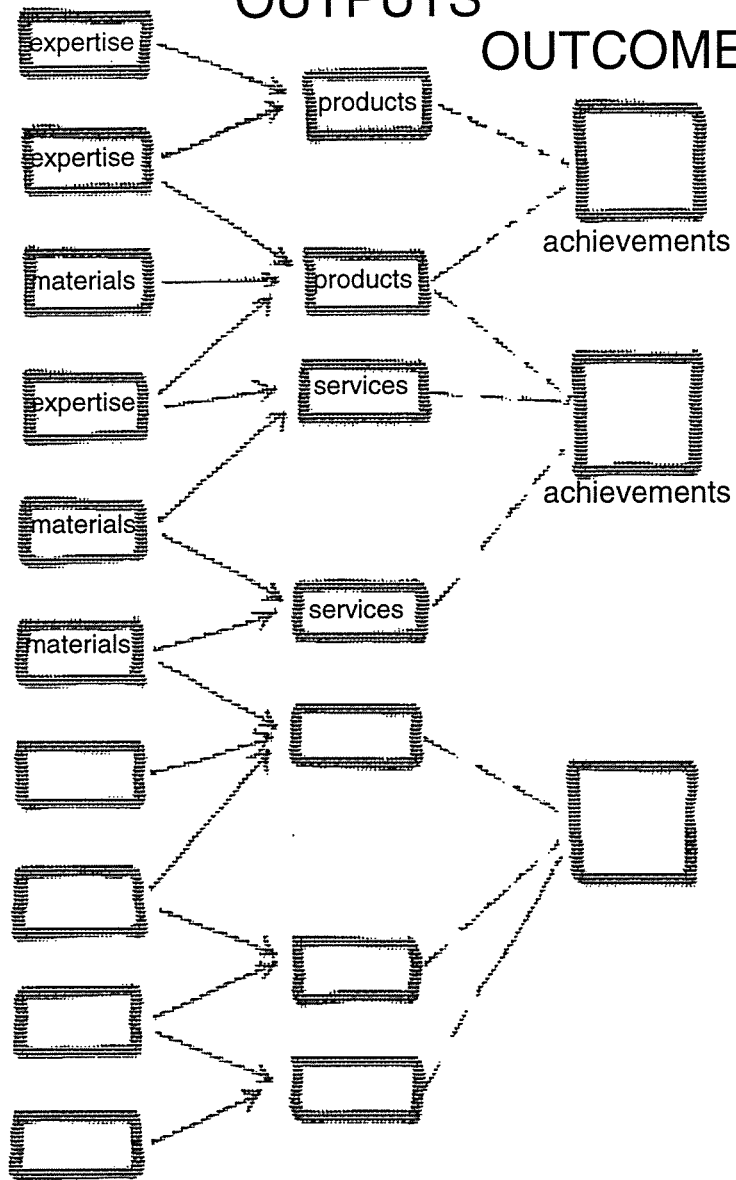 OUTPUTS
OUTCOME
expertise
products
expertise
achievements
materials
products
services
expertise
achievements
materials
services
materials